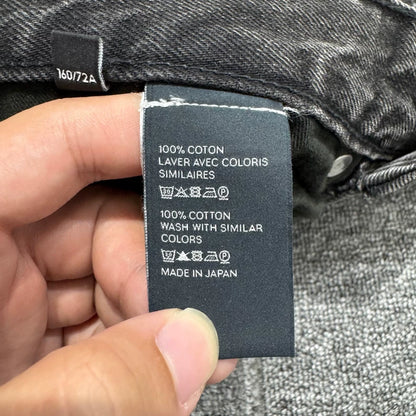 160/72A
100% COTON
LAVER AVEC COLORIS
SIMILAIRES
100% COTTON
WASH WITH SIMILAR
COLORS
MADE IN JAPAN